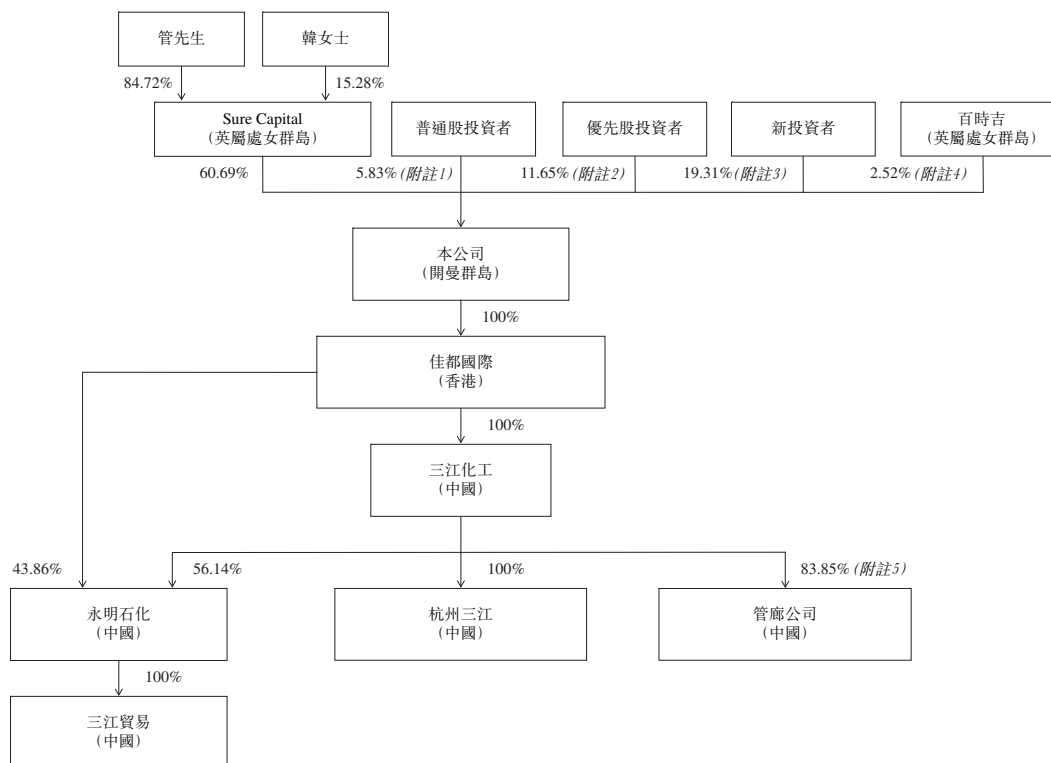 管先生
韓女士
84.72%
15.28%
Sure Capital
(英屬處女群島)
普通股投資者
優先股投資者
新投資者
百時吉
(英屬處女群島)
60.69%
5.83% (附註1)
11.65% (附註2)
19.31% (附註3)
2.52% (附註4)
本公司
(開曼群島)
100%
佳都國際
(香港)
100%
三江化工
(中國)
43.86%
56.14%
100%
83.85% (附註5)
永明石化
(中國)
杭州三江
(中國)
管廊公司
(中國)
100%
三江貿易
(中國)